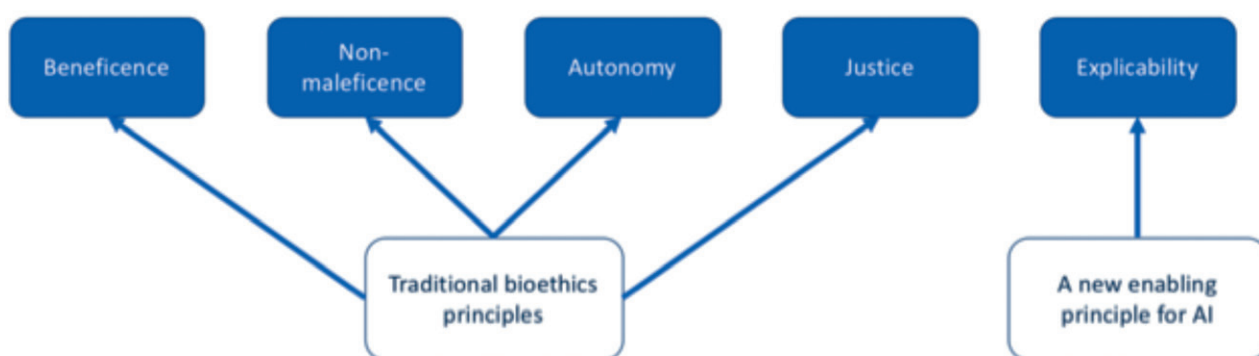 Beneficence
Non-
maleficence
Autonomy
Justice
Explicability
Traditional bioethics
principles
A new enabling
principle for AI